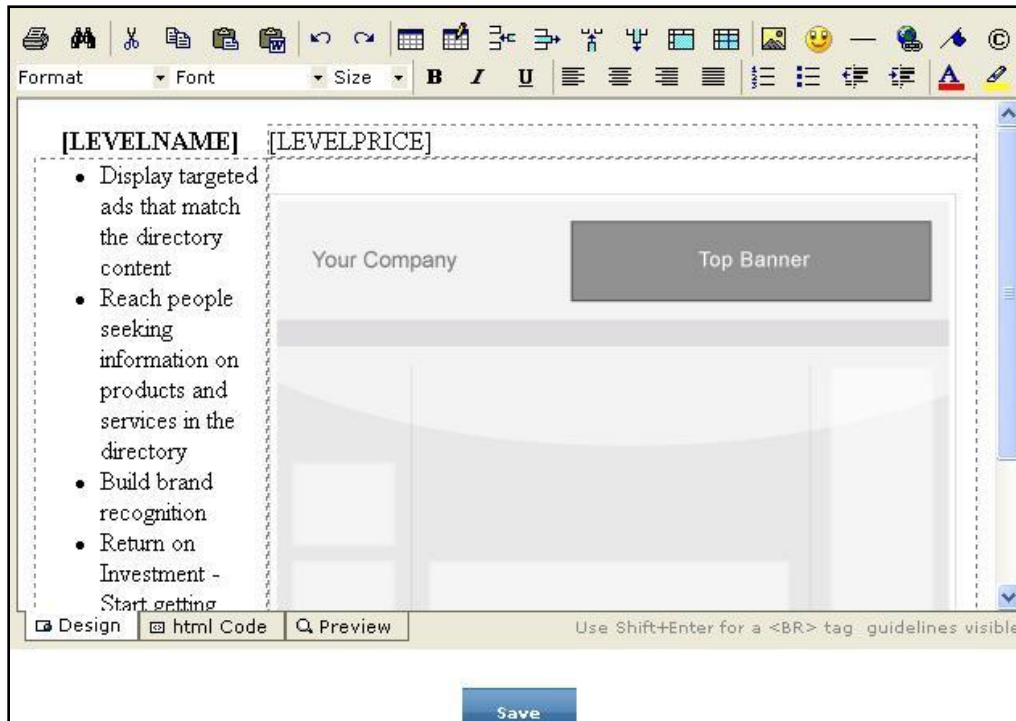 Format Font Size B I U A
[LEVELNAME] [LEVELPRICE]
Display targeted
ads that match
the directory
content
Reach people
seeking
information on
products and
services in the
directory
Build brand
recognition
Return on
Investment -
Start getting
Your Company
Top Banner
Design html Code Preview Use Shift+Enter for a <BR> tag guidelines visible
Save